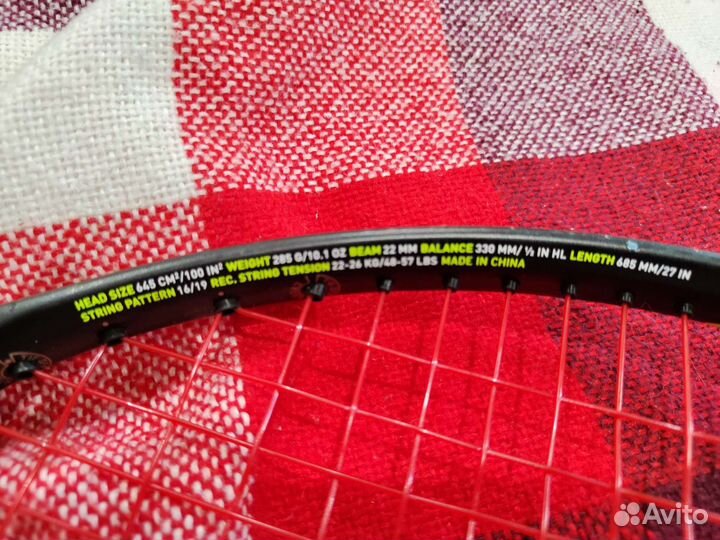 HEAD SIZE 645 CM²/100 IN² WEIGHT 285 G/10.1 OZ BEAM 22 MM BALANCE 330 MM/ ½ IN HL LENGTH 685 MM/27 IN
STRING PATTERN 16/19 REC. STRING TENSION 22-26 KG/48-57 LBS MADE IN CHINA
Avito